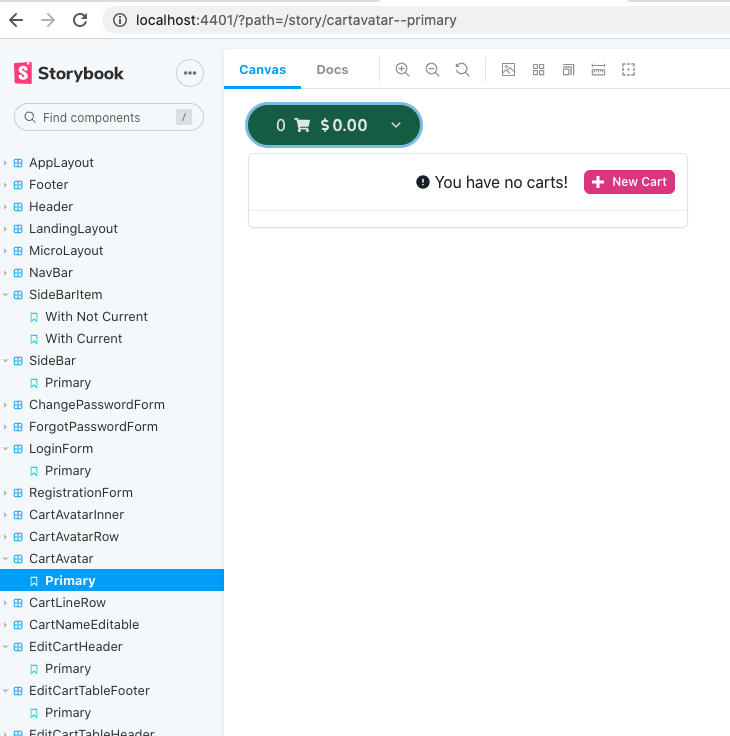 localhost:4401/?path=/story/cartavatar--primary
Storybook
Canvas
Docs
Find components
/
0 $ 0.00
You have no carts!
New Cart
AppLayout
Footer
Header
LandingLayout
MicroLayout
NavBar
SideBarItem
With Not Current
With Current
SideBar
Primary
ChangePasswordForm
ForgotPasswordForm
LoginForm
Primary
RegistrationForm
CartAvatarInner
CartAvatarRow
CartAvatar
Primary
CartLineRow
CartNameEditable
EditCartHeader
Primary
EditCartTableFooter
Primary
EditCartTableHeader